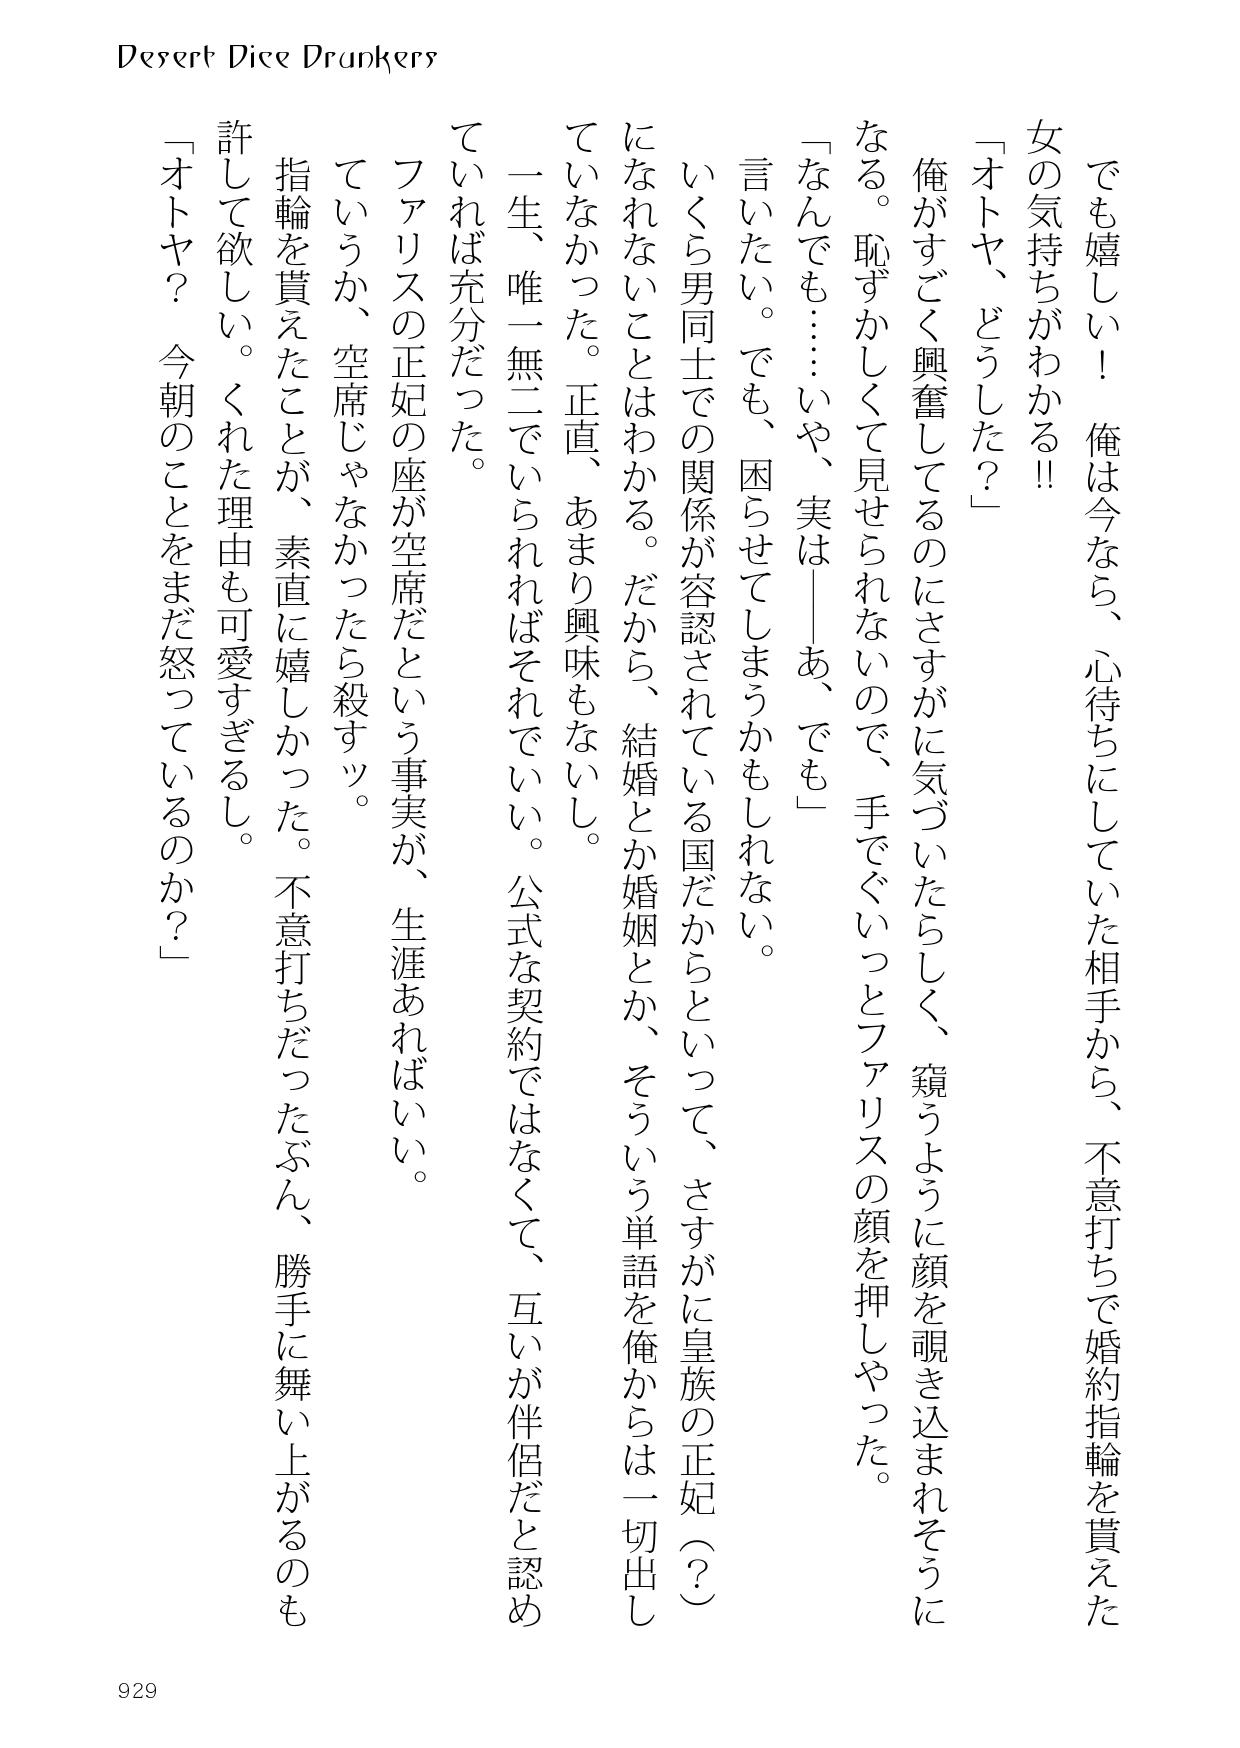 Desert Dice Drunkers
でも嬉しい！　俺は今なら、心待ちにしていた相手から、不意打ちで婚約指輪を貰えた
女の気持ちがわかる!!
「オトヤ、どうした？」
俺がすごく興奮してるのにさすがに気づいたらしく、窺うように顔を覗き込まれそうに
なる。恥ずかしくて見せられないので、手でぐいっとファリスの顔を押しやった。
「なんでも……いや、実は――あ、でも」
言いたい。でも、困らせてしまうかもしれない。
いくら男同士での関係が容認されている国だからといって、さすがに皇族の正妃（？）
になれないことはわかる。だから、結婚とか婚姻とか、そういう単語を俺からは一切出し
ていなかった。正直、あまり興味もないし。
一生、唯一無二でいられればそれでいい。公式な契約ではなくて、互いが伴侶だと認め
ていれば充分だった。
ファリスの正妃の座が空席だという事実が、生涯あればいい。
ていうか、空席じゃなかったら殺すッ。
指輪を貰えたことが、素直に嬉しかった。不意打ちだったぶん、勝手に舞い上がるのも
許して欲しい。くれた理由も可愛すぎるし。
「オトヤ？　今朝のことをまだ怒っているのか？」
929